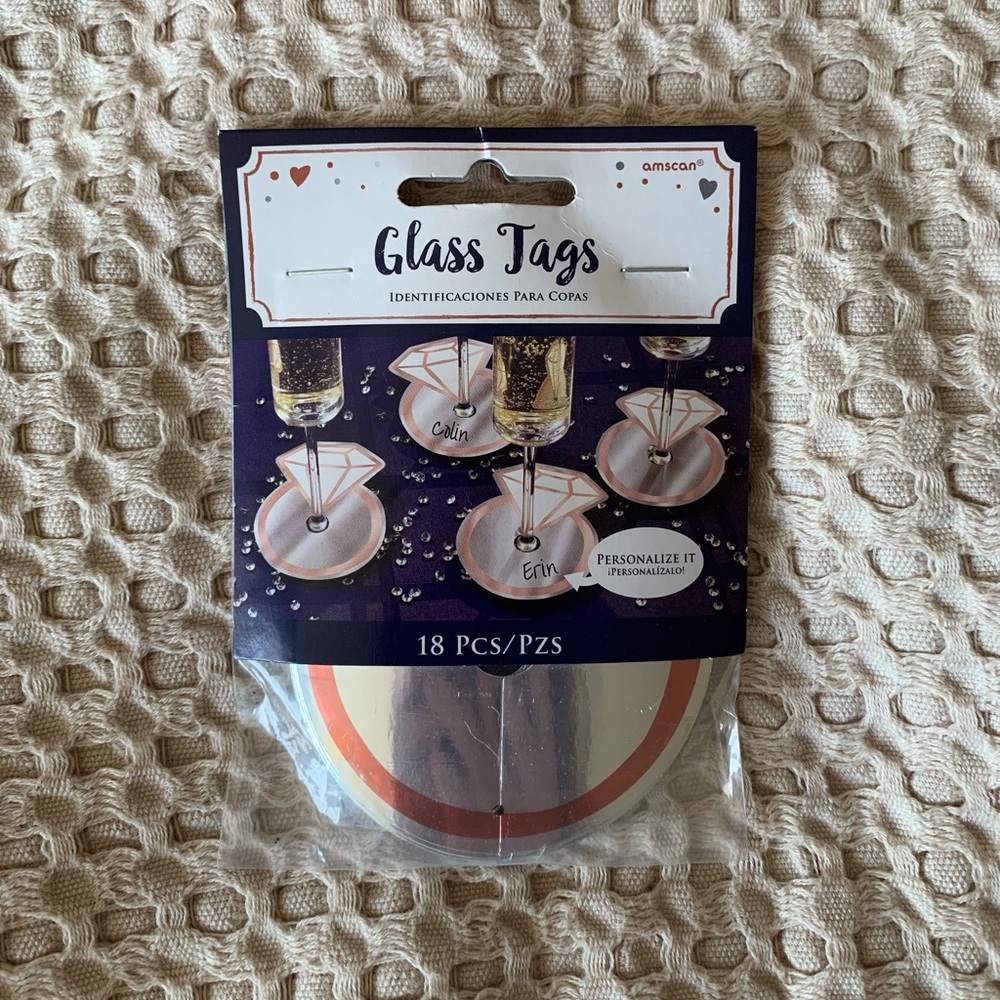 amscan®
Glass Tags
Identificaciones Para Copas
Colin
Erin
Personalize it
¡Personalízalo!
18 Pcs/Pzs